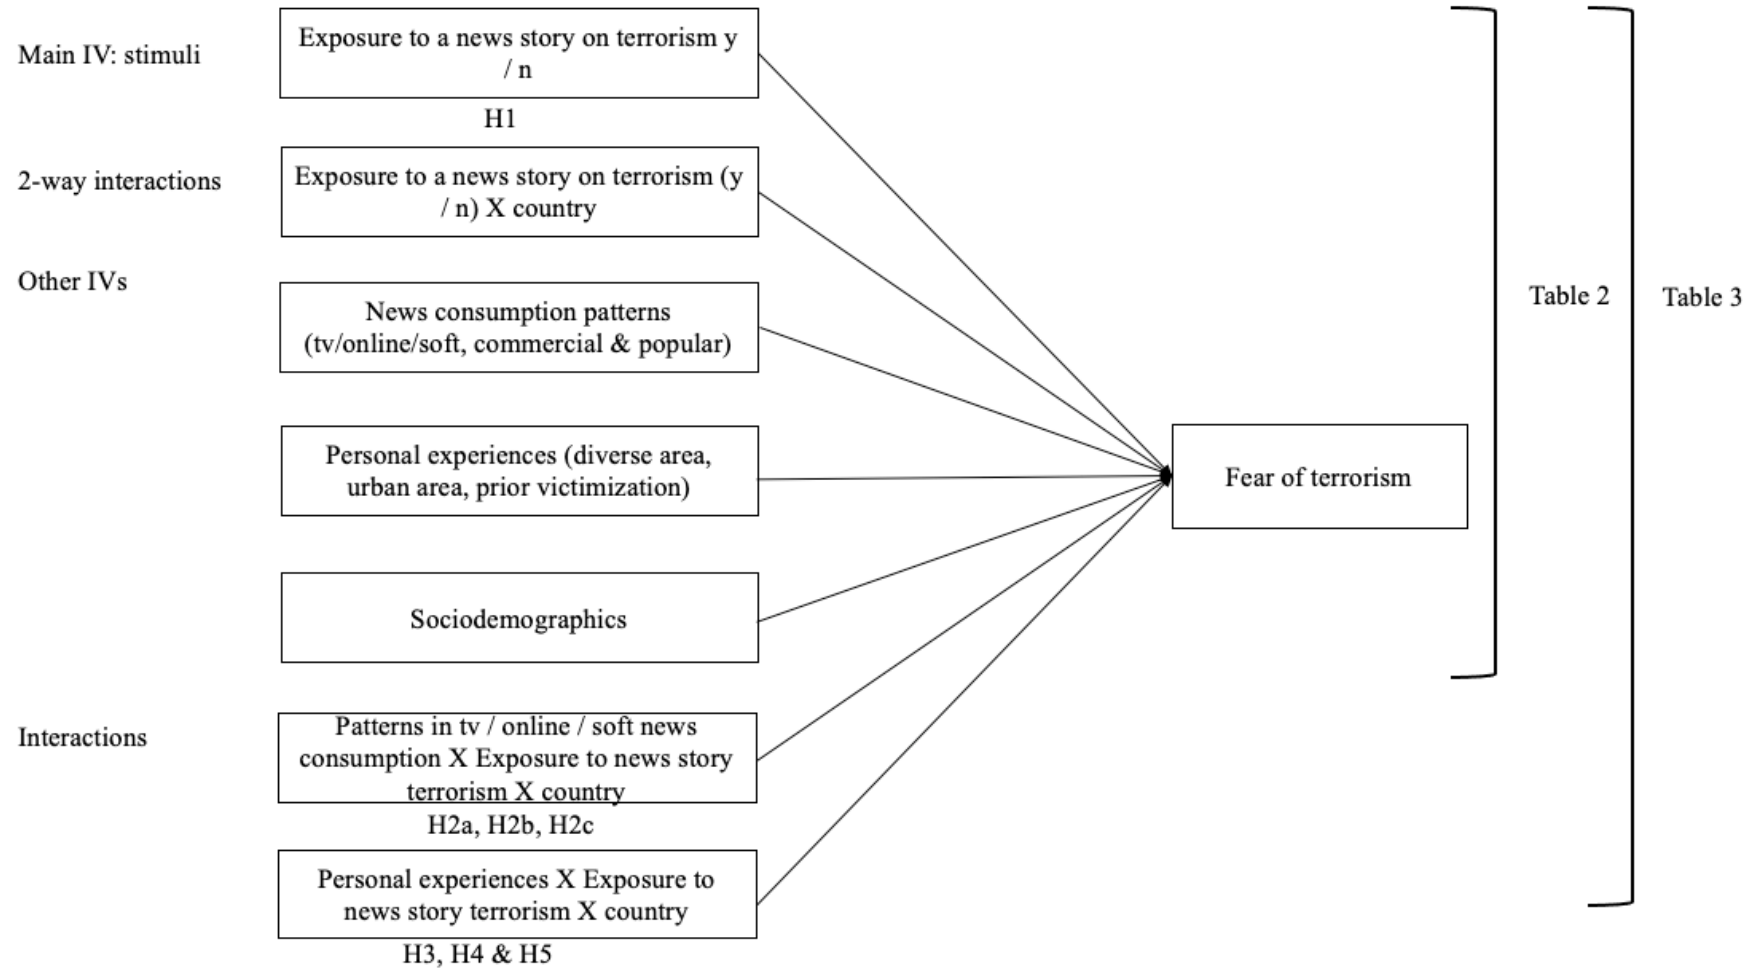 Main IV: stimuli
Exposure to a news story on terrorism y
/ n
H1
2-way interactions
Exposure to a news story on terrorism (y
/ n) X country
Other IVs
News consumption patterns
(tv/online/soft, commercial & popular)
Table 2
Table 3
Personal experiences (diverse area,
urban area, prior victimization)
Fear of terrorism
Sociodemographics
Interactions
Patterns in tv / online / soft news
consumption X Exposure to news story
terrorism X country
H2a, H2b, H2c
Personal experiences X Exposure to
news story terrorism X country
H3, H4 & H5